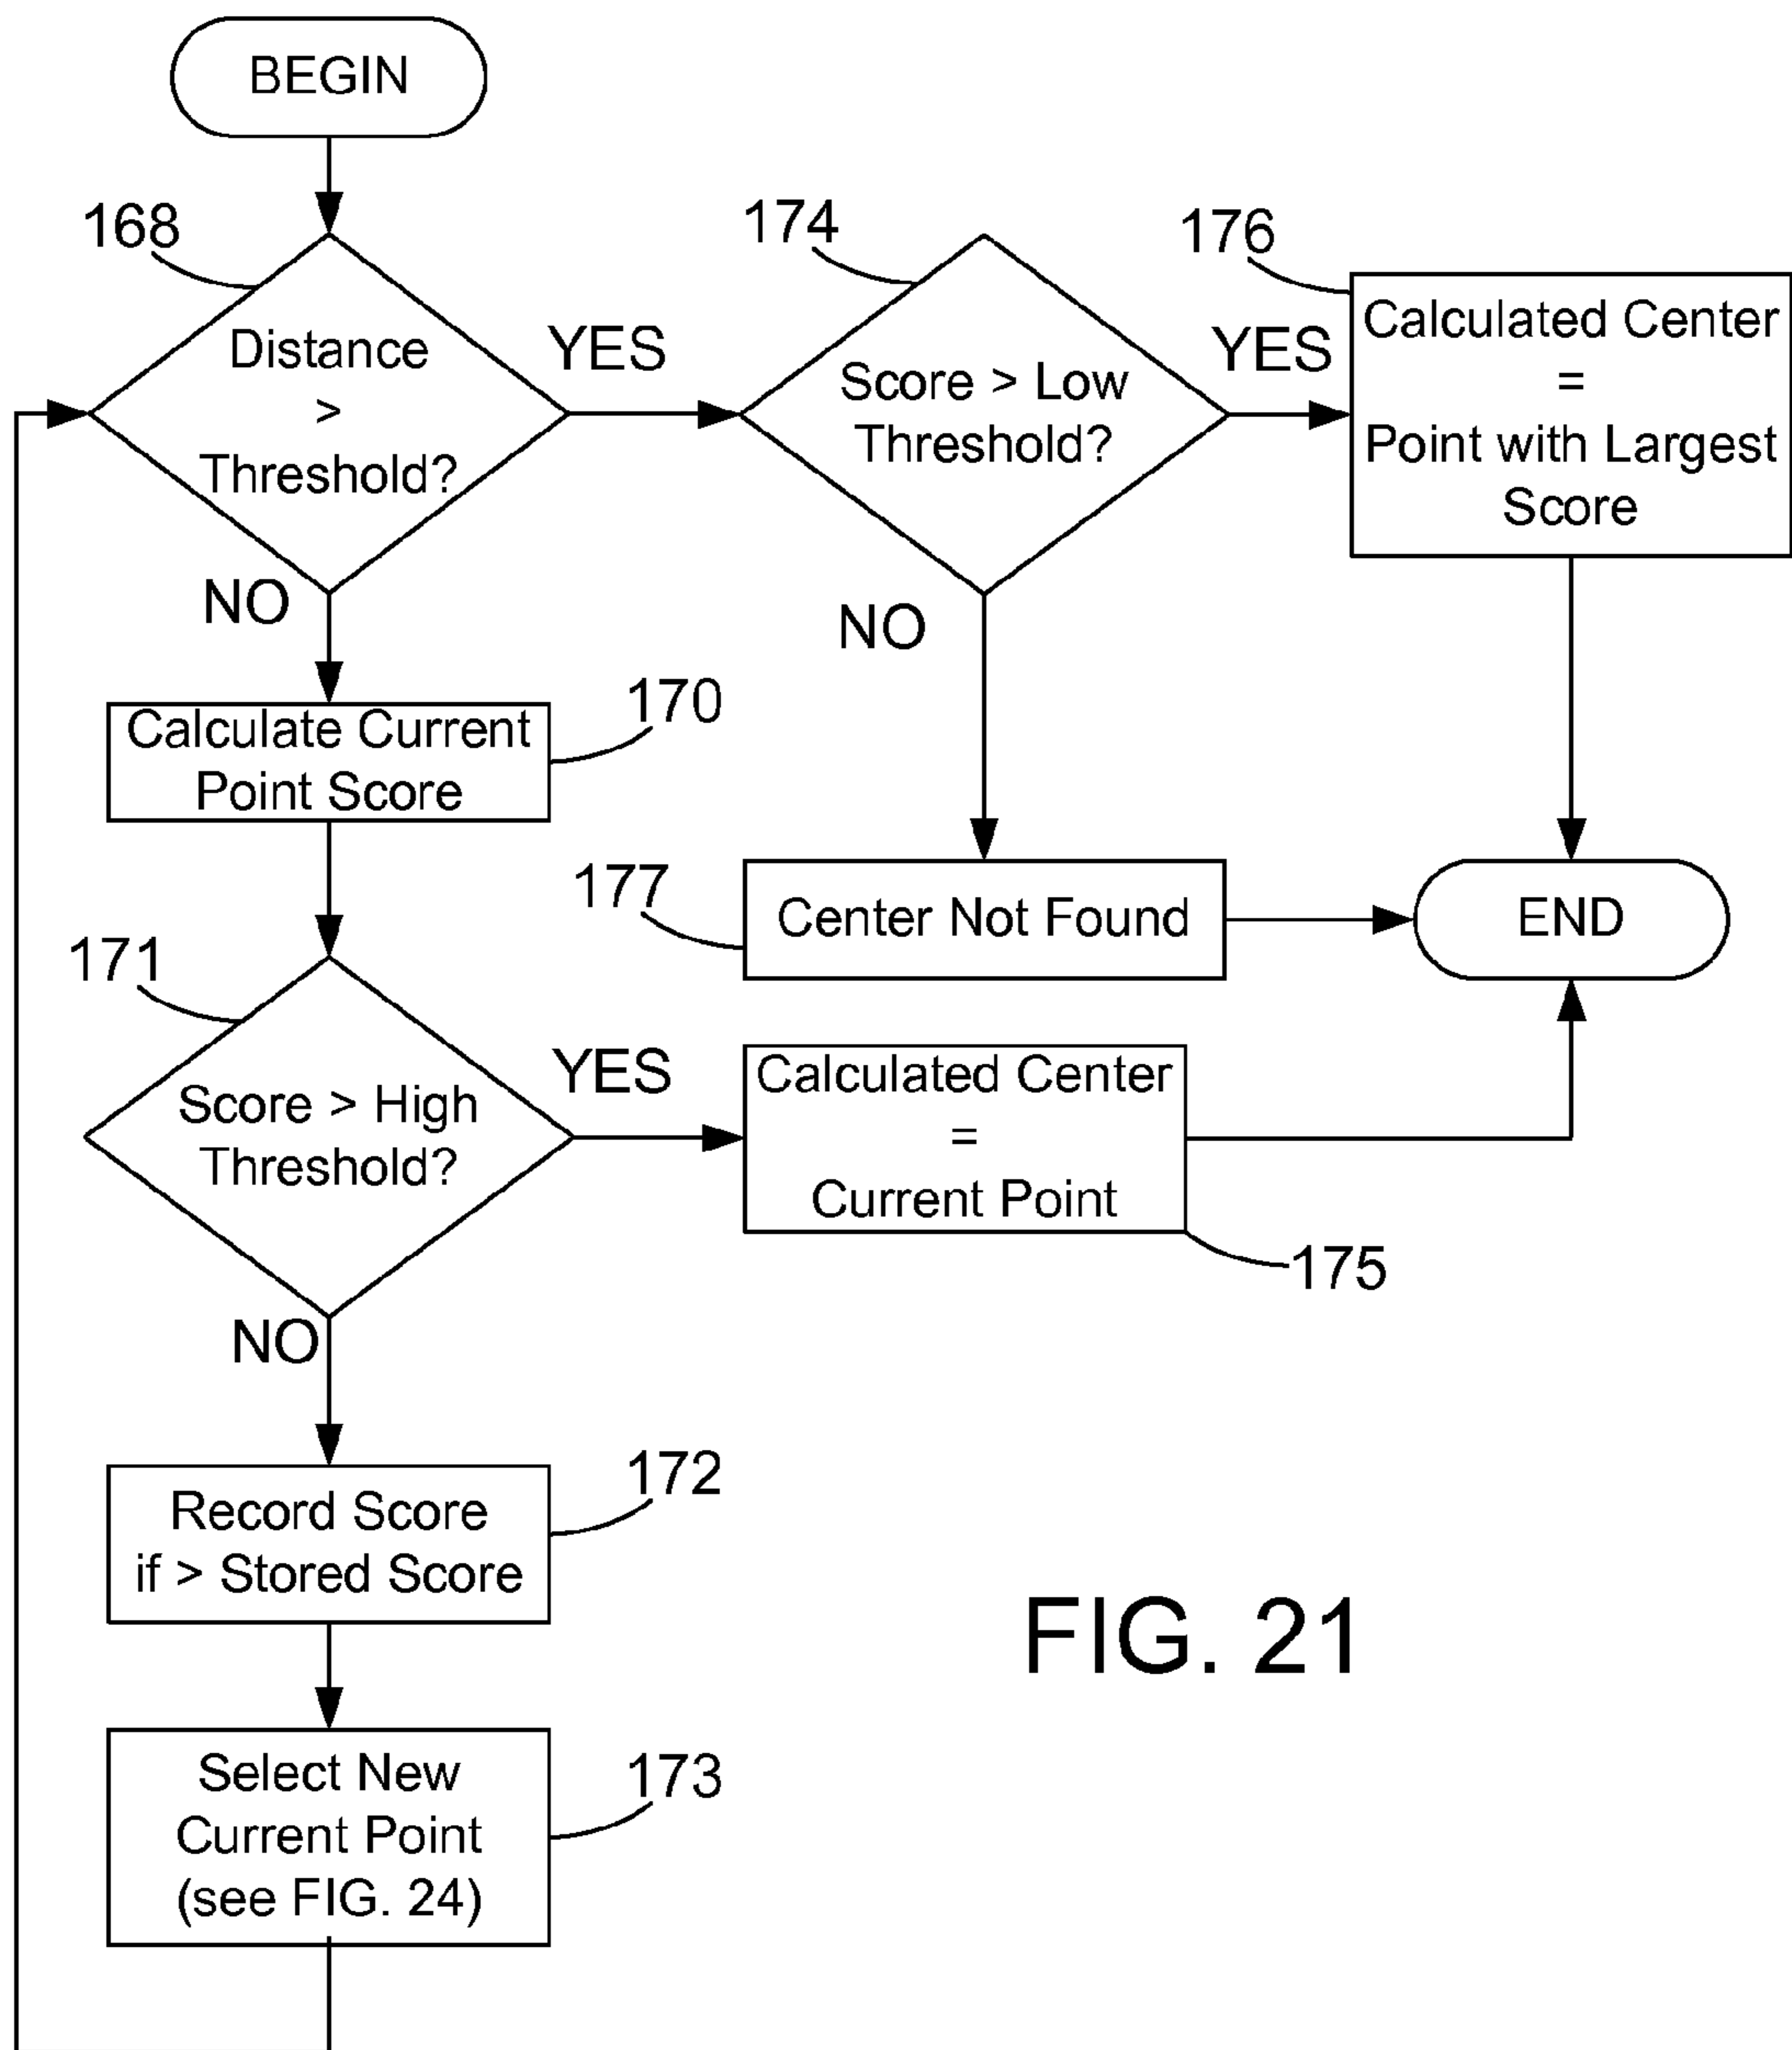 BEGIN
168
Distance
>
Threshold?
YES
NO
174
Score > Low
Threshold?
YES
NO
176
Calculated Center
=
Point with Largest
Score
170
Calculate Current
Point Score
177
Center Not Found
END
171
Score > High
Threshold?
YES
NO
Calculated Center
=
Current Point
175
172
Record Score
if > Stored Score
173
Select New
Current Point
(see FIG. 24)
FIG. 21